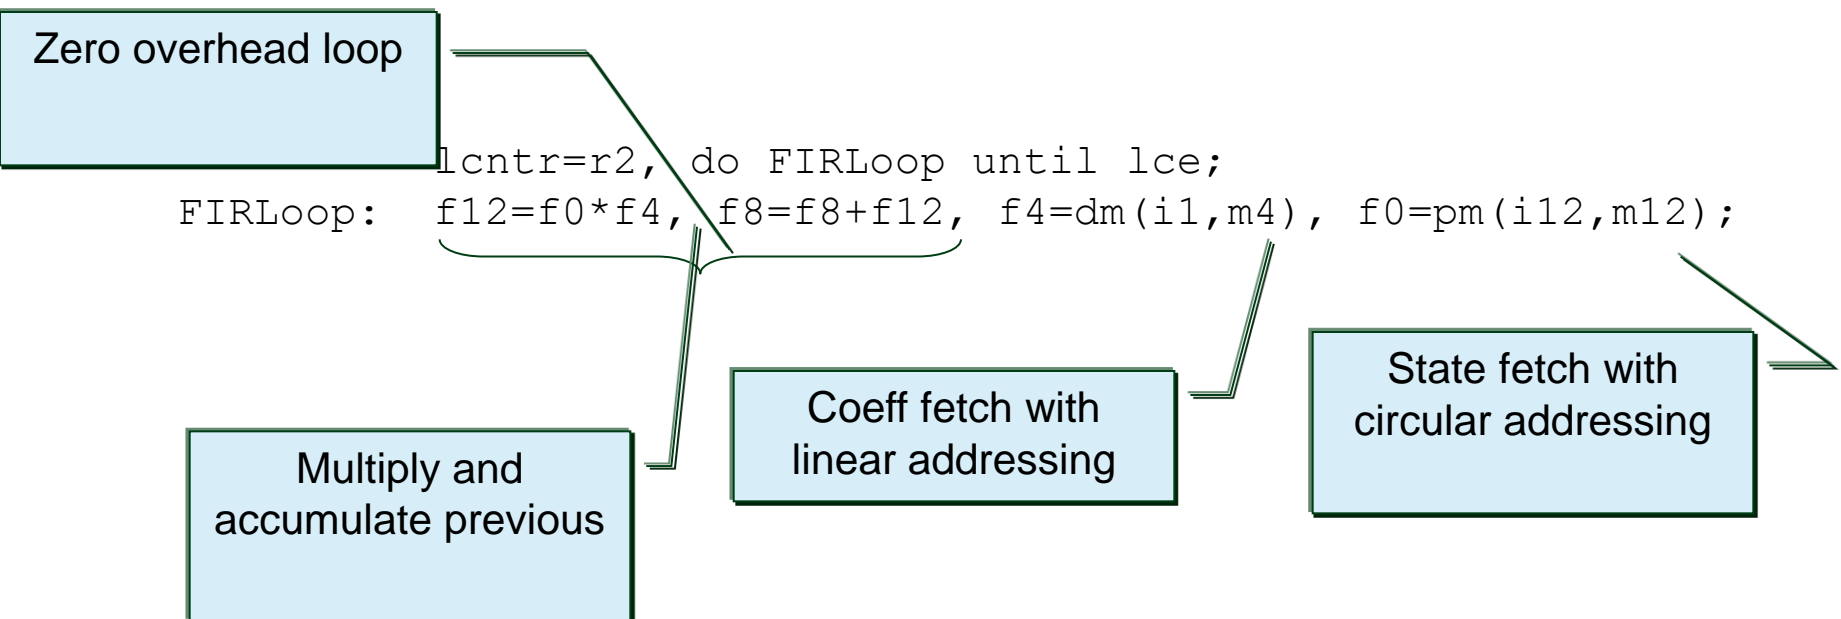 Zero overhead loop
lcntr=r2, do FIRLoop until lce;
FIRLoop: f12=f0*f4, f8=f8+f12, f4=dm(i1,m4), f0=pm(i12,m12);
State fetch with
circular addressing
Coeff fetch with
linear addressing
Multiply and
accumulate previous